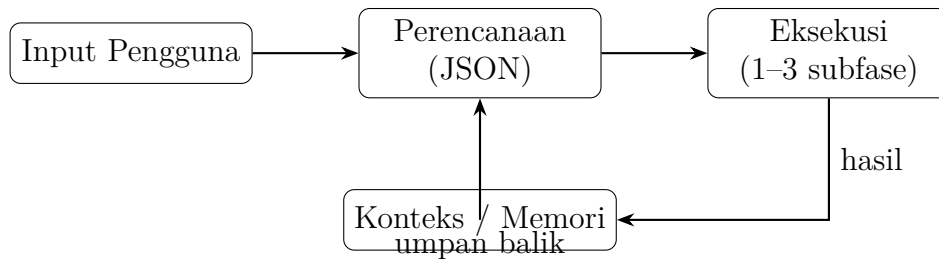 Input Pengguna
Perencanaan
(JSON)
Eksekusi
(1–3 subfase)
hasil
Konteks / Memori
umpan balik